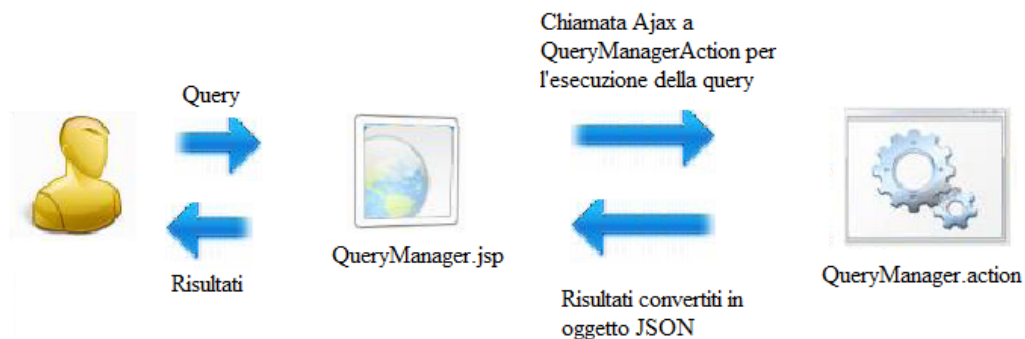 Chiamata Ajax a
QueryManagerAction per
l'esecuzione della query
Query
QueryManager.jsp
QueryManager.action
Risultati
Risultati convertiti in
oggetto JSON